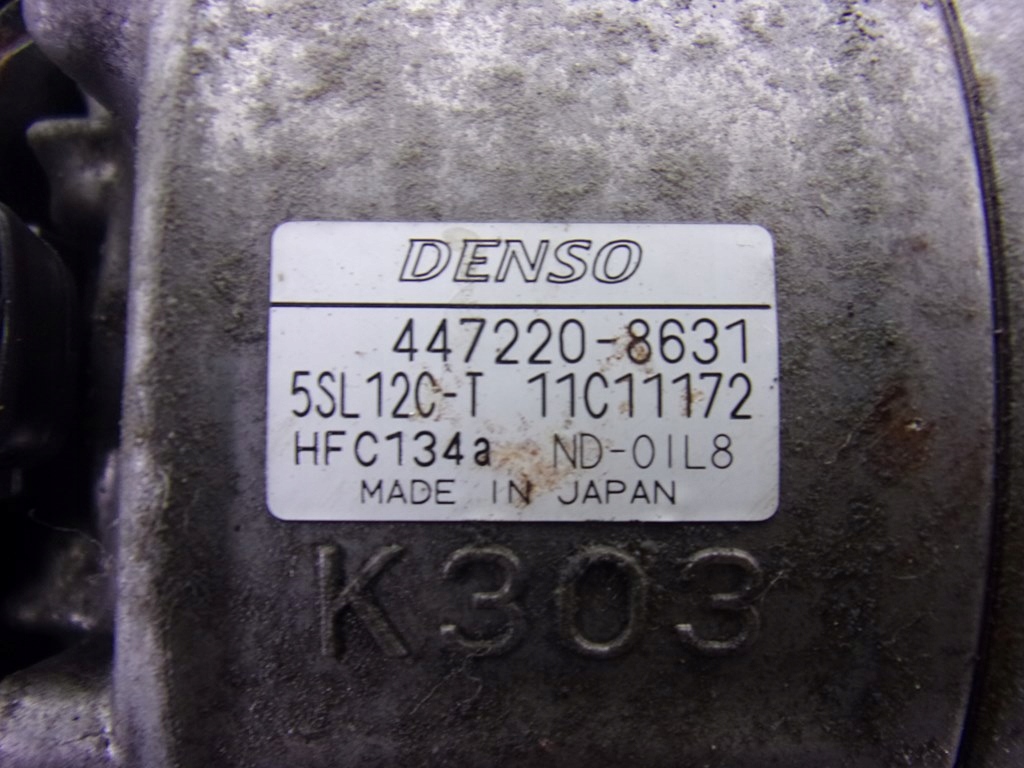 DENSO
447220-8631
5SL12C-T 11C11172
HFC134a ND-OIL8
MADE IN JAPAN
K303